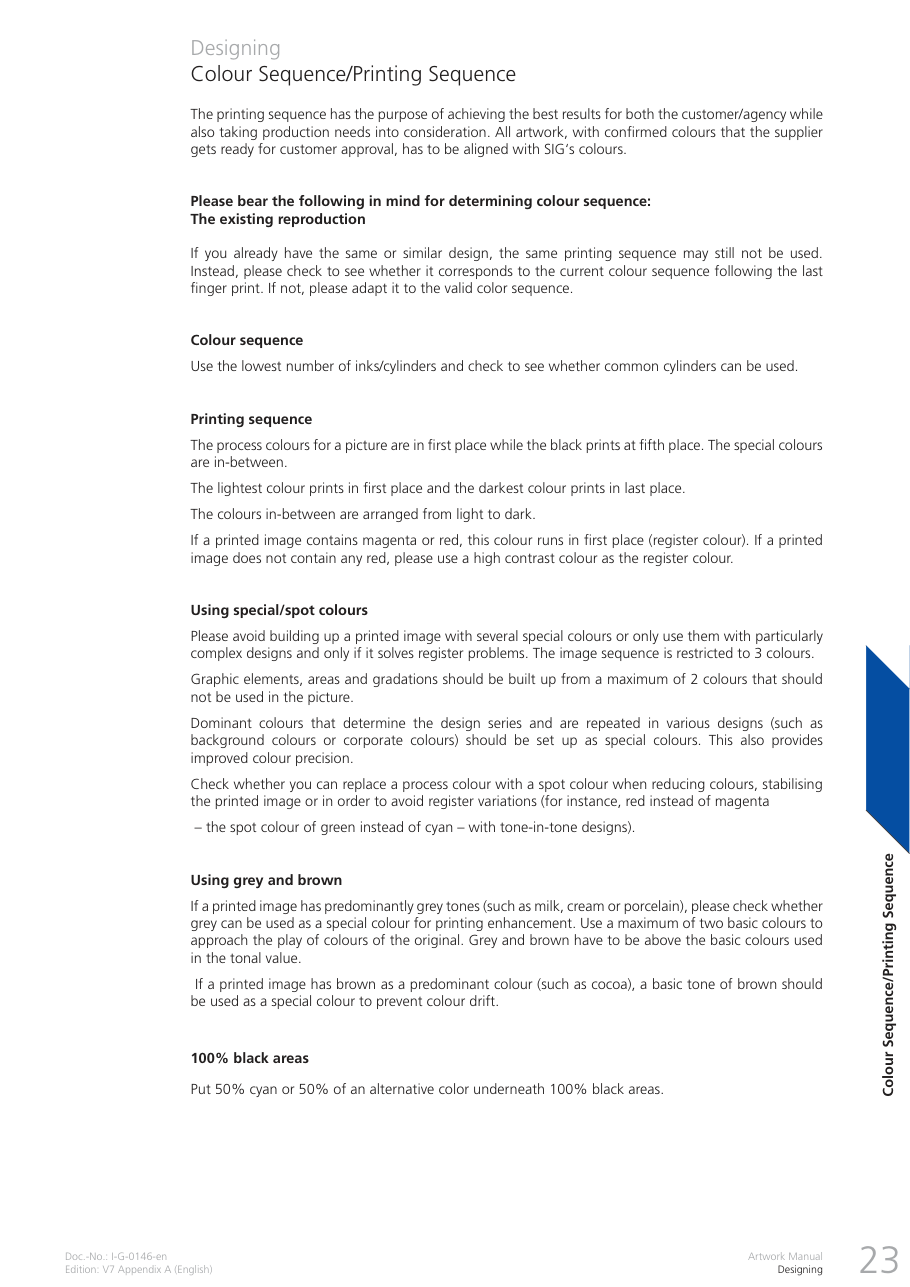 Designing
Colour Sequence/Printing Sequence
The printing sequence has the purpose of achieving the best results for both the customer/agency while
also taking production needs into consideration. All artwork, with confirmed colours that the supplier
gets ready for customer approval, has to be aligned with SIG‘s colours.
Please bear the following in mind for determining colour sequence:
The existing reproduction
If you already have the same or similar design, the same printing sequence may still not be used.
Instead, please check to see whether it corresponds to the current colour sequence following the last
finger print. If not, please adapt it to the valid color sequence.
Colour sequence
Use the lowest number of inks/cylinders and check to see whether common cylinders can be used.
Printing sequence
The process colours for a picture are in first place while the black prints at fifth place. The special colours
are in-between.
The lightest colour prints in first place and the darkest colour prints in last place.
The colours in-between are arranged from light to dark.
If a printed image contains magenta or red, this colour runs in first place (register colour). If a printed
image does not contain any red, please use a high contrast colour as the register colour.
Using special/spot colours
Please avoid building up a printed image with several special colours or only use them with particularly
complex designs and only if it solves register problems. The image sequence is restricted to 3 colours.
Graphic elements, areas and gradations should be built up from a maximum of 2 colours that should
not be used in the picture.
Dominant colours that determine the design series and are repeated in various designs (such as
background colours or corporate colours) should be set up as special colours. This also provides
improved colour precision.
Check whether you can replace a process colour with a spot colour when reducing colours, stabilising
the printed image or in order to avoid register variations (for instance, red instead of magenta
– the spot colour of green instead of cyan – with tone-in-tone designs).
Using grey and brown
If a printed image has predominantly grey tones (such as milk, cream or porcelain), please check whether
grey can be used as a special colour for printing enhancement. Use a maximum of two basic colours to
approach the play of colours of the original. Grey and brown have to be above the basic colours used
in the tonal value.
If a printed image has brown as a predominant colour (such as cocoa), a basic tone of brown should
be used as a special colour to prevent colour drift.
100% black areas
Put 50% cyan or 50% of an alternative color underneath 100% black areas.
Colour Sequence/Printing Sequence
Doc.-No.: I-G-0146-en
Edition: V7 Appendix A (English)
Artwork Manual
Designing
23